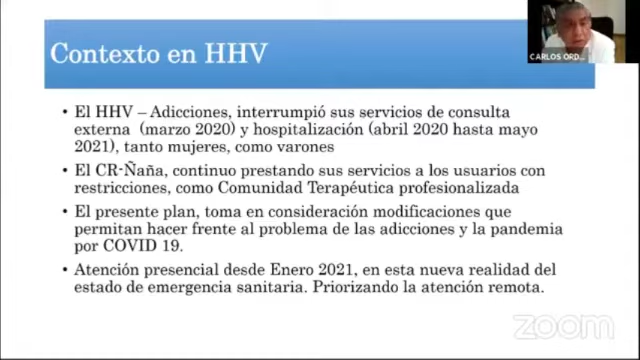 Contexto en HHV
CARLOS ORD...
• El HHV – Adicciones, interrumpió sus servicios de consulta
externa (marzo 2020) y hospitalización (abril 2020 hasta mayo
2021), tanto mujeres, como varones
• El CR-Ñaña, continuo prestando sus servicios a los usuarios con
restricciones, como Comunidad Terapéutica profesionalizada
• El presente plan, toma en consideración modificaciones que
permitan hacer frente al problema de las adicciones y la pandemia
por COVID 19.
• Atención presencial desde Enero 2021, en esta nueva realidad del
estado de emergencia sanitaria. Priorizando la atención remota.
zoom